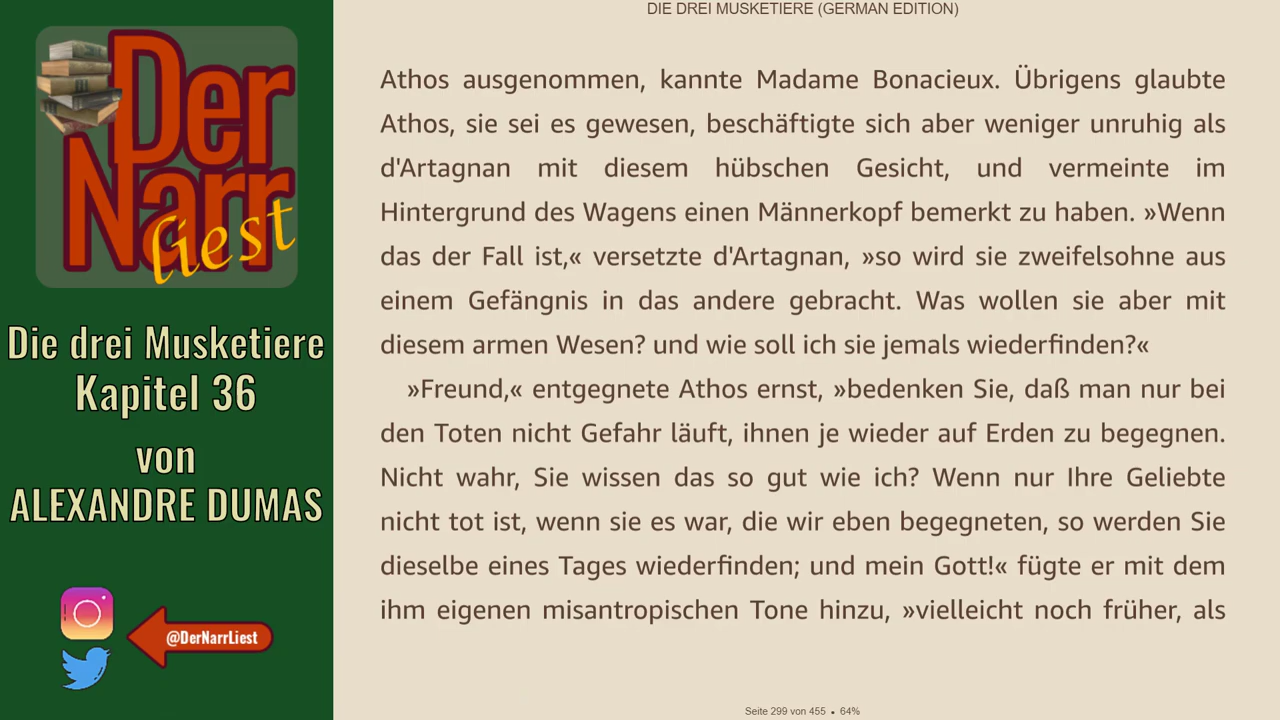 Der
Narr
liest
Die drei Musketiere
Kapitel 36
von
ALEXANDRE DUMAS
@DerNarrLiest
DIE DREI MUSKETIERE (GERMAN EDITION)
Athos ausgenommen, kannte Madame Bonacieux. Übrigens glaubte
Athos, sie sei es gewesen, beschäftigte sich aber weniger unruhig als
d'Artagnan mit diesem hübschen Gesicht, und vermeinte im
Hintergrund des Wagens einen Männerkopf bemerkt zu haben. »Wenn
das der Fall ist,« versetzte d'Artagnan, »so wird sie zweifelsohne aus
einem Gefängnis in das andere gebracht. Was wollen sie aber mit
diesem armen Wesen? und wie soll ich sie jemals wiederfinden?«
»Freund,« entgegnete Athos ernst, »bedenken Sie, daß man nur bei
den Toten nicht Gefahr läuft, ihnen je wieder auf Erden zu begegnen.
Nicht wahr, Sie wissen das so gut wie ich? Wenn nur Ihre Geliebte
nicht tot ist, wenn sie es war, die wir eben begegneten, so werden Sie
dieselbe eines Tages wiederfinden; und mein Gott!« fügte er mit dem
ihm eigenen misantropischen Tone hinzu, »vielleicht noch früher, als
Seite 299 von 455 • 64%